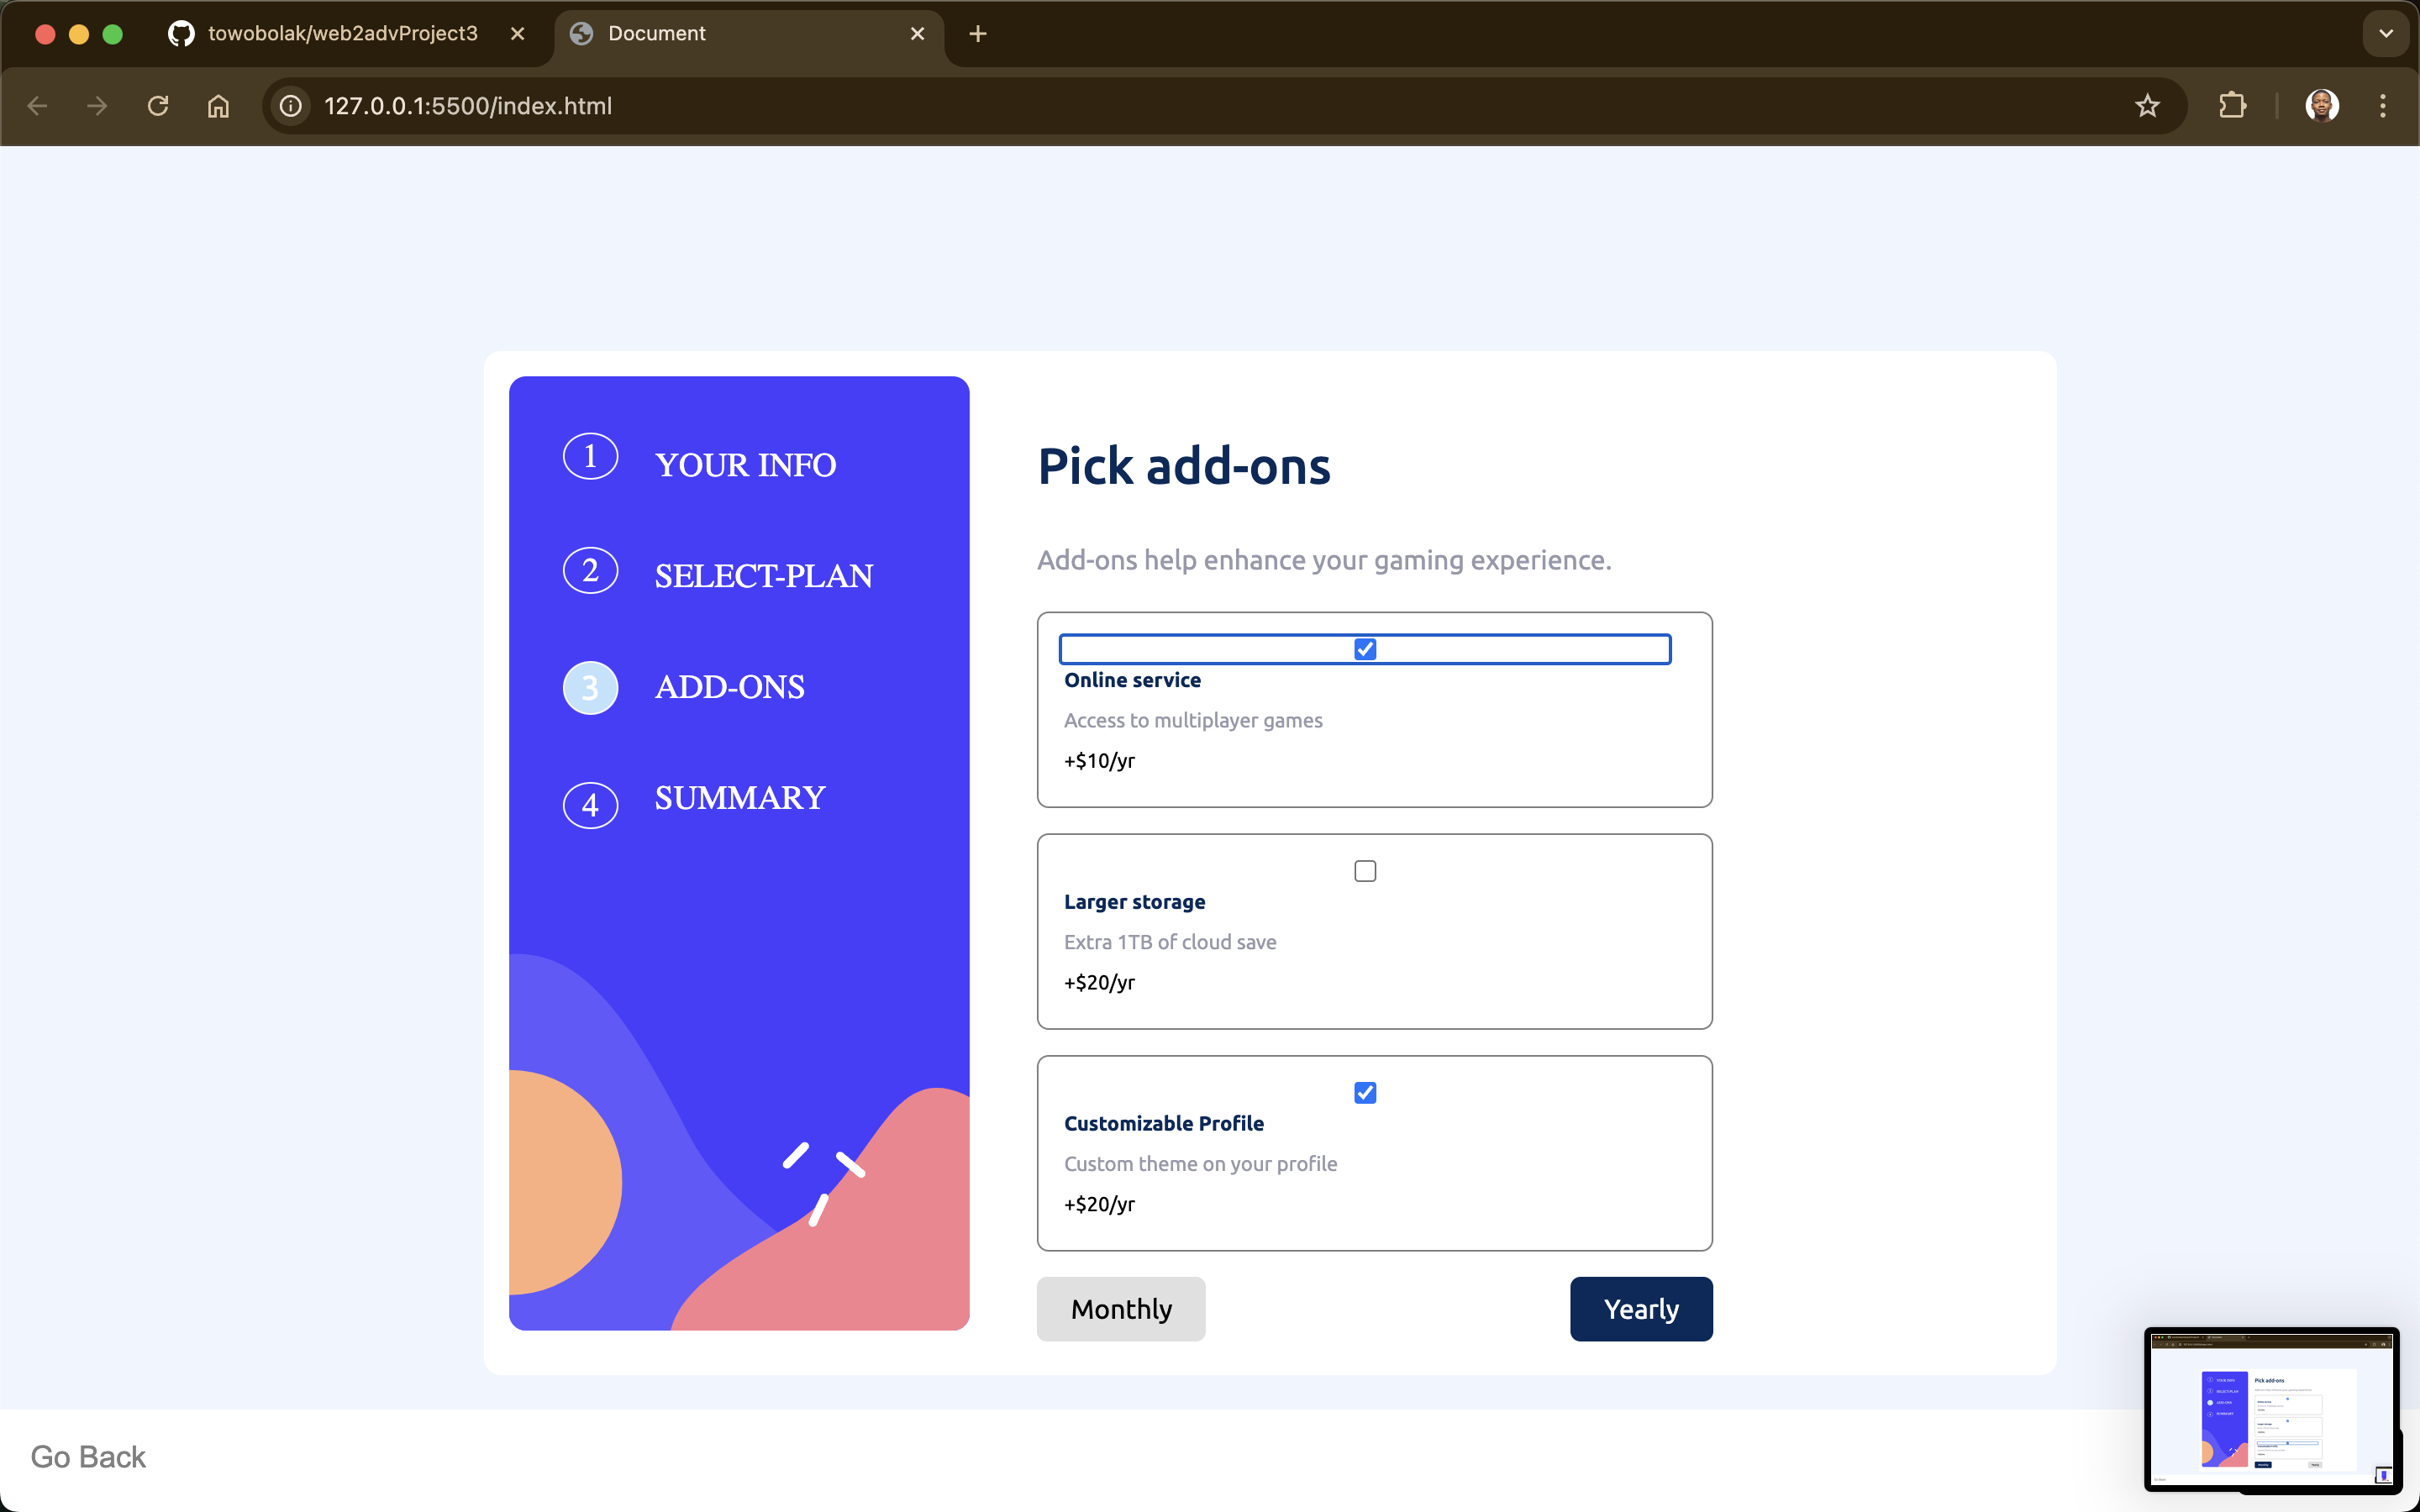 towobolak/web2advProject3
Document
127.0.0.1:5500/index.html
1 YOUR INFO
2 SELECT-PLAN
3 ADD-ONS
4 SUMMARY
Pick add-ons
Add-ons help enhance your gaming experience.
Online service
Access to multiplayer games
+$10/yr
Larger storage
Extra 1TB of cloud save
+$20/yr
Customizable Profile
Custom theme on your profile
+$20/yr
Monthly
Yearly
Go Back